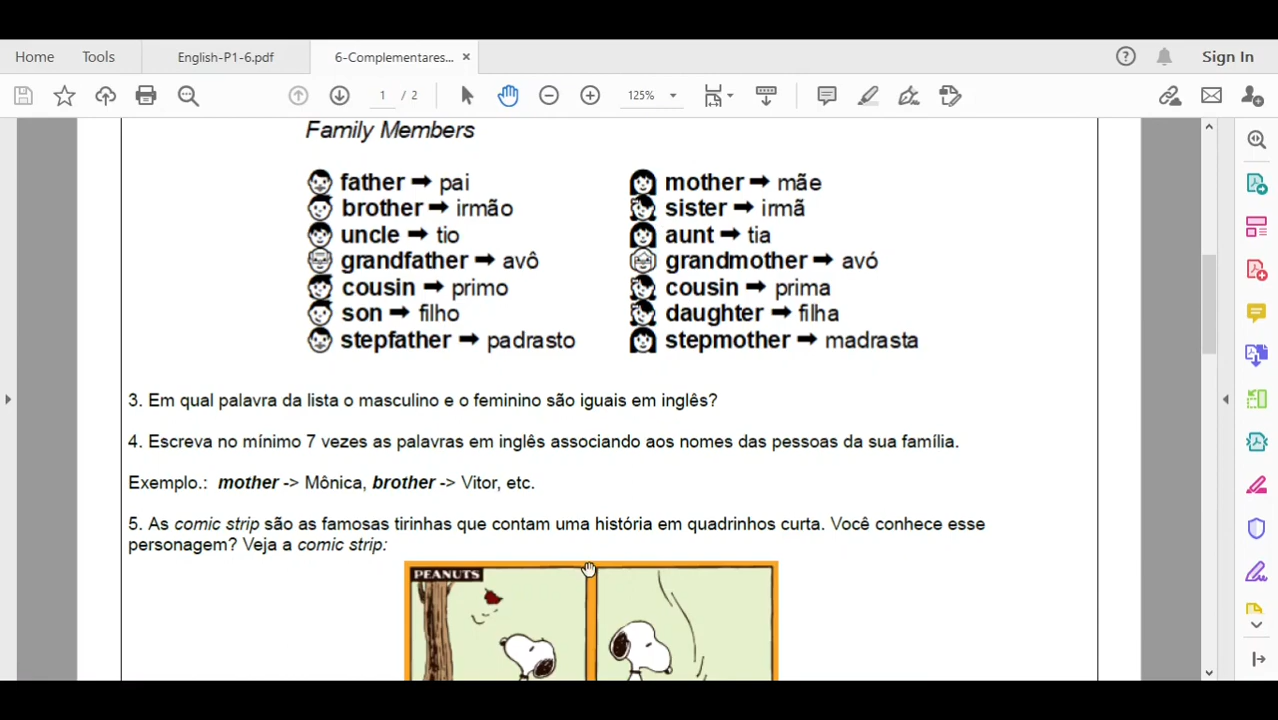 Home Tools English-P1-6.pdf 6-Complementares... × Sign In
1 / 2 125%
Family Members
father ➡ pai mother ➡ mãe
brother ➡ irmão sister ➡ irmã
uncle ➡ tio aunt ➡ tia
grandfather ➡ avô grandmother ➡ avó
cousin ➡ primo cousin ➡ prima
son ➡ filho daughter ➡ filha
stepfather ➡ padrasto stepmother ➡ madrasta
3. Em qual palavra da lista o masculino e o feminino são iguais em inglês?
4. Escreva no mínimo 7 vezes as palavras em inglês associando aos nomes das pessoas da sua família.
Exemplo.: mother -> Mônica, brother -> Vitor, etc.
5. As comic strip são as famosas tirinhas que contam uma história em quadrinhos curta. Você conhece esse
personagem? Veja a comic strip:
PEANUTS